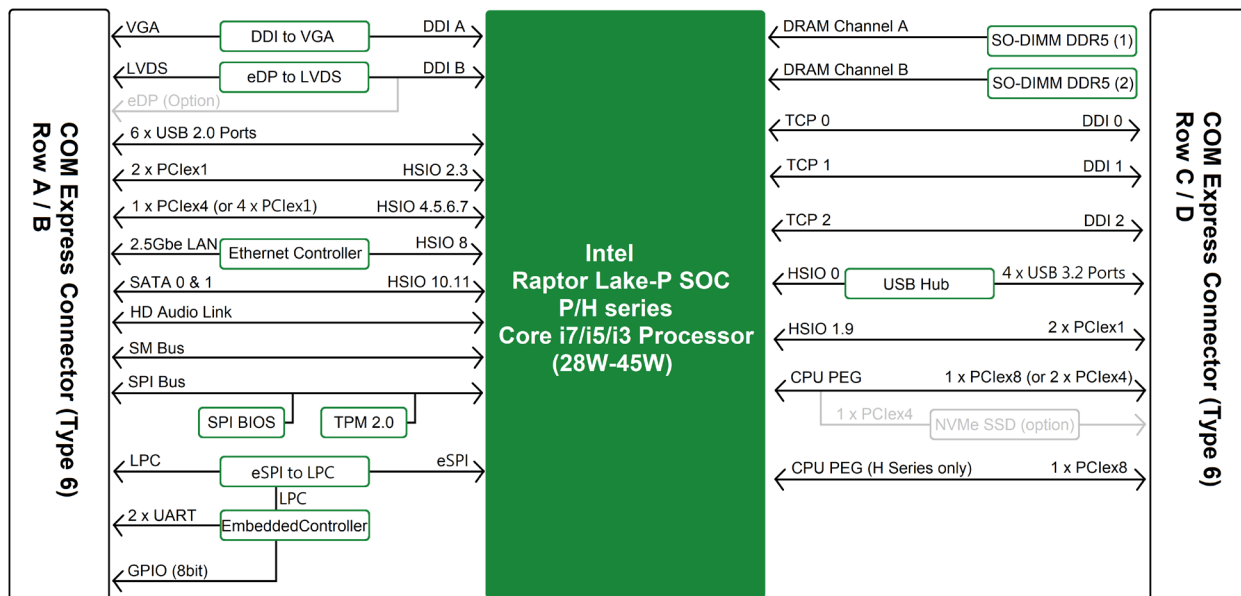 COM Express Connector (Type 6)
Row A / B
VGA
DDI to VGA
DDI A
LVDS
eDP to LVDS
DDI B
eDP (Option)
6 x USB 2.0 Ports
2 x PCIex1
HSIO 2.3
1 x PCIex4 (or 4 x PCIex1)
HSIO 4.5.6.7
2.5Gbe LAN
Ethernet Controller
HSIO 8
SATA 0 & 1
HSIO 10.11
HD Audio Link
SM Bus
SPI Bus
SPI BIOS
TPM 2.0
LPC
eSPI to LPC
eSPI
LPC
2 x UART
EmbeddedController
GPIO (8bit)
Intel
Raptor Lake-P SOC
P/H series
Core i7/i5/i3 Processor
(28W-45W)
DRAM Channel A
SO-DIMM DDR5 (1)
DRAM Channel B
SO-DIMM DDR5 (2)
TCP 0
DDI 0
TCP 1
DDI 1
TCP 2
DDI 2
HSIO 0
USB Hub
4 x USB 3.2 Ports
HSIO 1.9
2 x PCIex1
CPU PEG
1 x PCIex8 (or 2 x PCIex4)
1 x PCIex4
NVMe SSD (option)
CPU PEG (H Series only)
1 x PCIex8
COM Express Connector (Type 6)
Row C / D